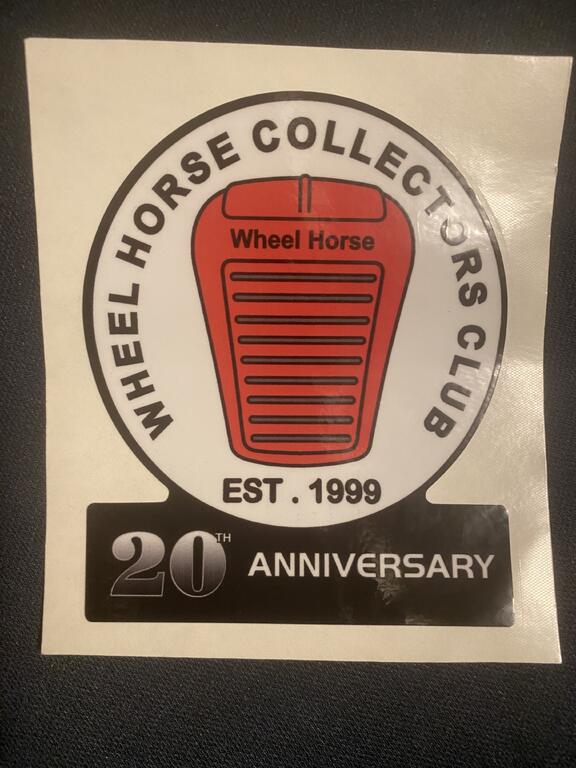 WHEEL HORSE COLLECTORS CLUB
Wheel Horse
EST. 1999
20TH ANNIVERSARY